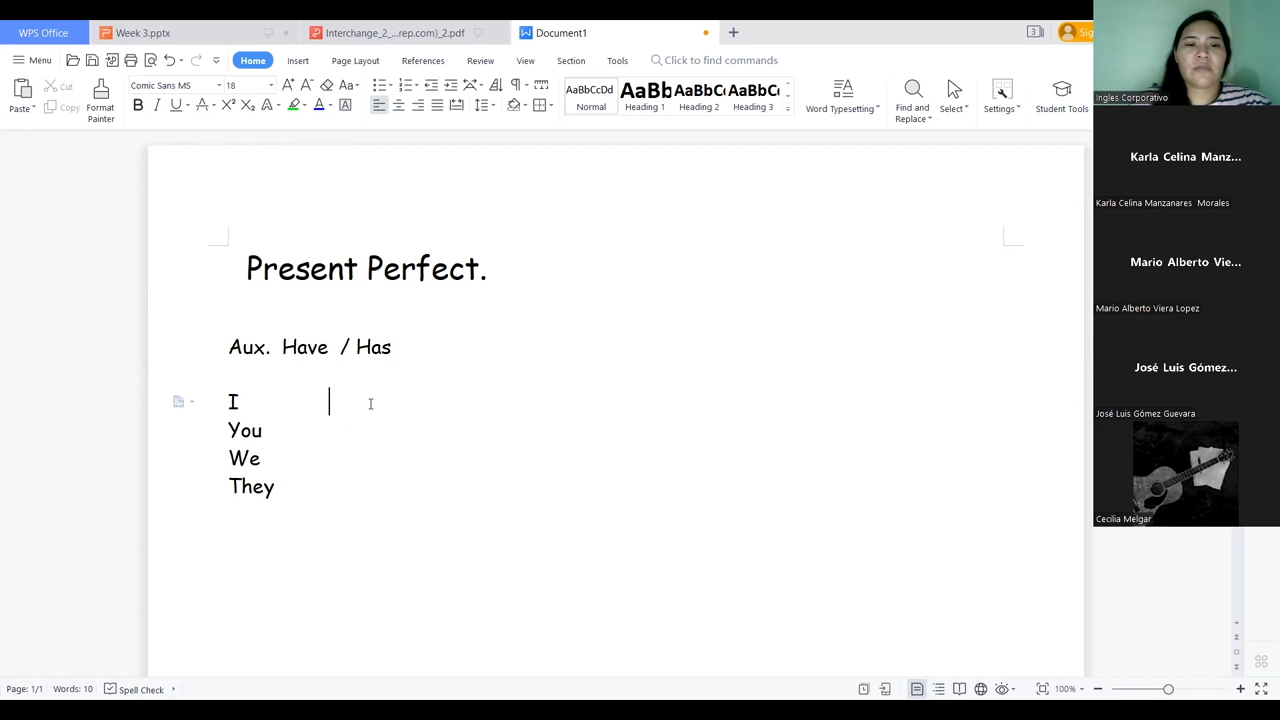 WPS Office
Week 3.pptx
Interchange_2_...rep.com)_2.pdf
Document1
Menu
Home
Insert
Page Layout
References
Review
View
Section
Tools
Click to find commands
Paste
Cut
Copy
Format
Painter
Comic Sans MS
18
AaBbCcDd
Normal
Heading 1
Heading 2
Heading 3
Word Typesetting
Find and
Replace
Select
Settings
Student Tools
Present Perfect.
Aux. Have / Has
I
You
We
They
Page: 1/1
Words: 10
Spell Check
100%
Ingles Corporativo
Karla Celina Manz...
Karla Celina Manzanares Morales
Mario Alberto Vie...
Mario Alberto Viera Lopez
José Luis Gómez...
José Luis Gómez Guevara
Cecilia Melgar